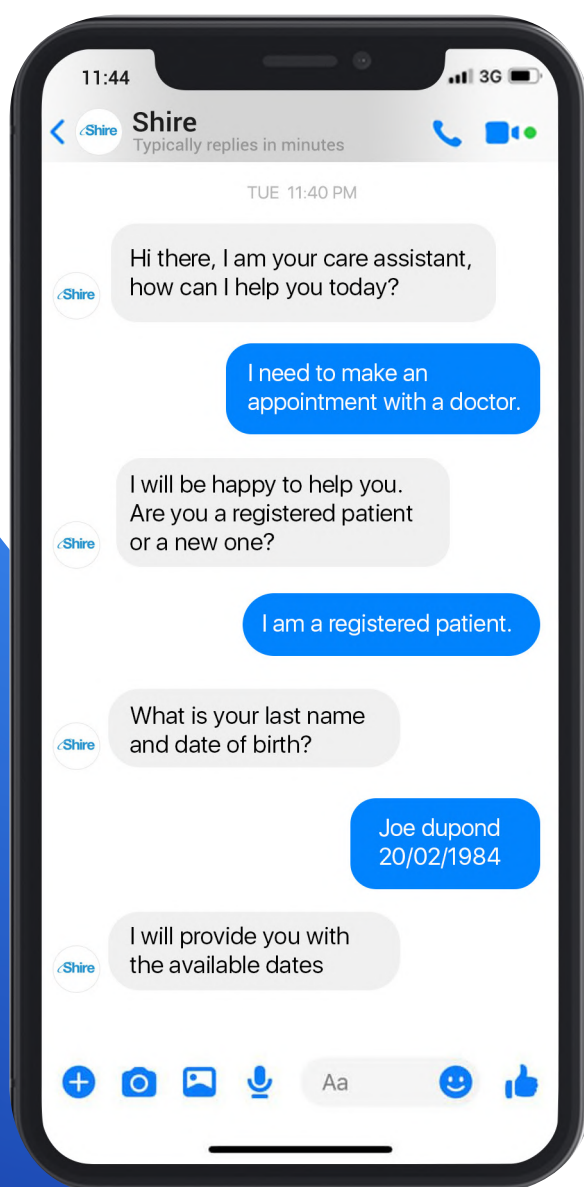 11:44
3G
Shire
Shire
Typically replies in minutes
TUE 11:40 PM
Hi there, I am your care assistant,
how can I help you today?
Shire
I need to make an
appointment with a doctor.
I will be happy to help you.
Are you a registered patient
or a new one?
Shire
I am a registered patient.
What is your last name
and date of birth?
Shire
Joe dupond
20/02/1984
I will provide you with
the available dates
Shire
Aa